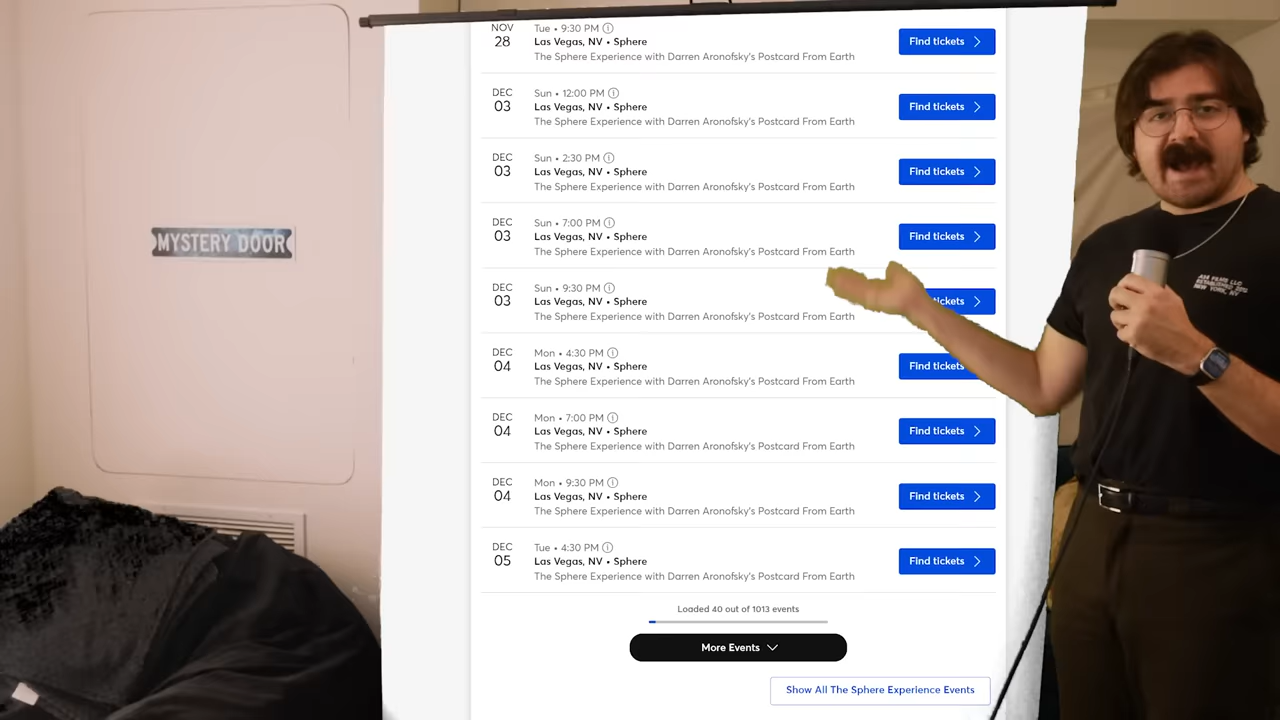 MYSTERY DOOR
NOV
28
Tue • 9:30 PM
Las Vegas, NV • Sphere
The Sphere Experience with Darren Aronofsky's Postcard From Earth
Find tickets
DEC
03
Sun • 12:00 PM
Las Vegas, NV • Sphere
The Sphere Experience with Darren Aronofsky's Postcard From Earth
Find tickets
DEC
03
Sun • 2:30 PM
Las Vegas, NV • Sphere
The Sphere Experience with Darren Aronofsky's Postcard From Earth
Find tickets
DEC
03
Sun • 7:00 PM
Las Vegas, NV • Sphere
The Sphere Experience with Darren Aronofsky's Postcard From Earth
Find tickets
DEC
03
Sun • 9:30 PM
Las Vegas, NV • Sphere
The Sphere Experience with Darren Aronofsky's Postcard From Earth
tickets
DEC
04
Mon • 4:30 PM
Las Vegas, NV • Sphere
The Sphere Experience with Darren Aronofsky's Postcard From Earth
Find tickets
DEC
04
Mon • 7:00 PM
Las Vegas, NV • Sphere
The Sphere Experience with Darren Aronofsky's Postcard From Earth
Find tickets
DEC
04
Mon • 9:30 PM
Las Vegas, NV • Sphere
The Sphere Experience with Darren Aronofsky's Postcard From Earth
Find tickets
DEC
05
Tue • 4:30 PM
Las Vegas, NV • Sphere
The Sphere Experience with Darren Aronofsky's Postcard From Earth
Find tickets
Loaded 40 out of 1013 events
More Events
Show All The Sphere Experience Events
FILMS LLC
ESTABLISHED
NEW YORK, NY